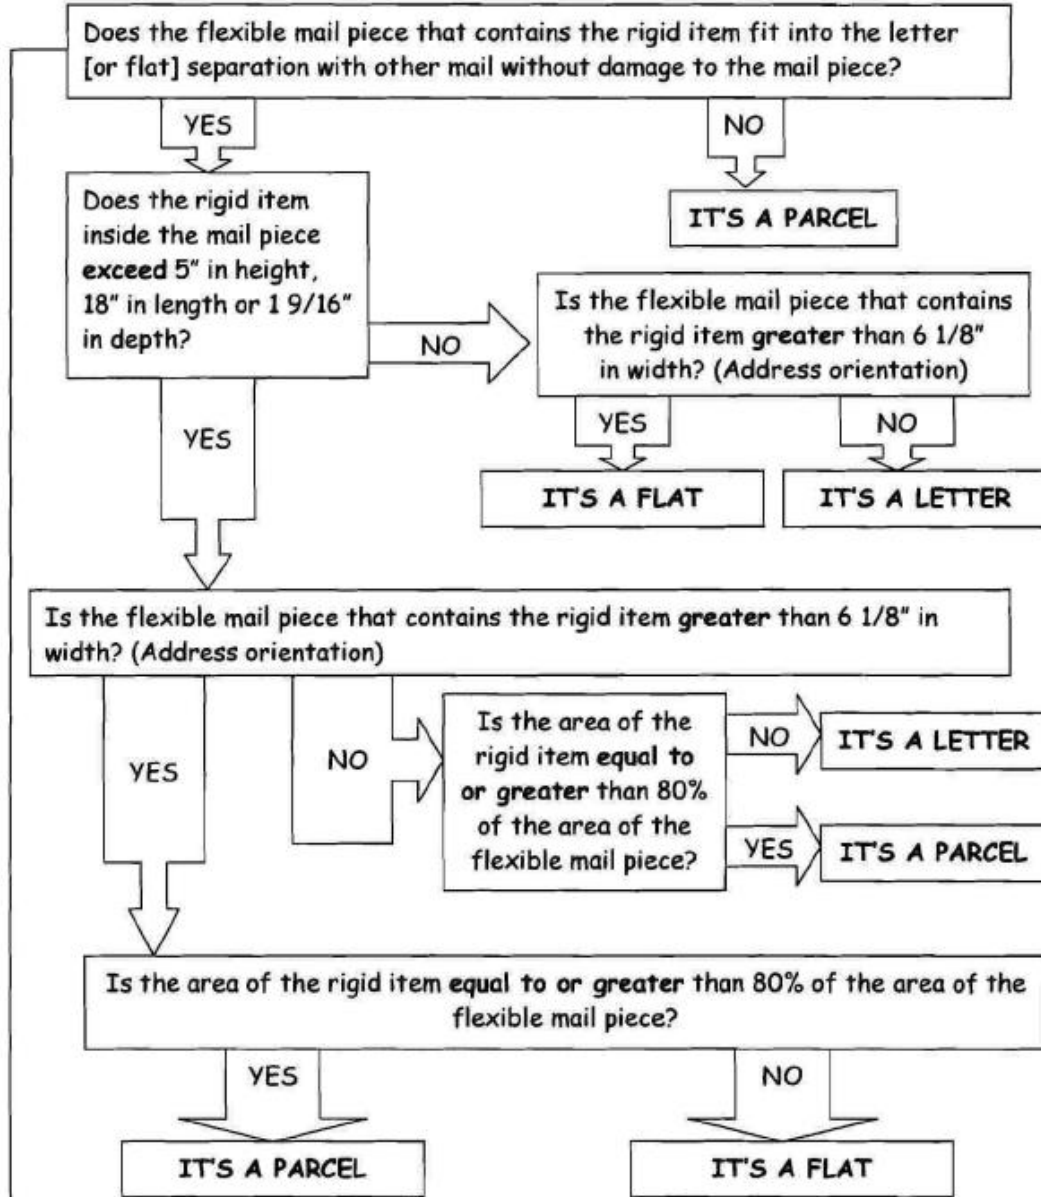 Does the flexible mail piece that contains the rigid item fit into the letter
[or flat] separation with other mail without damage to the mail piece?
YES
NO
Does the rigid item
inside the mail piece
exceed 5" in height,
18" in length or 1 9/16"
in depth?
IT'S A PARCEL
NO
Is the flexible mail piece that contains
the rigid item greater than 6 1/8"
in width? (Address orientation)
YES
YES
NO
IT'S A FLAT
IT'S A LETTER
Is the flexible mail piece that contains the rigid item greater than 6 1/8" in
width? (Address orientation)
YES
NO
Is the area of the
rigid item equal to
or greater than 80%
of the area of the
flexible mail piece?
NO
IT'S A LETTER
YES
IT'S A PARCEL
Is the area of the rigid item equal to or greater than 80% of the area of the
flexible mail piece?
YES
NO
IT'S A PARCEL
IT'S A FLAT